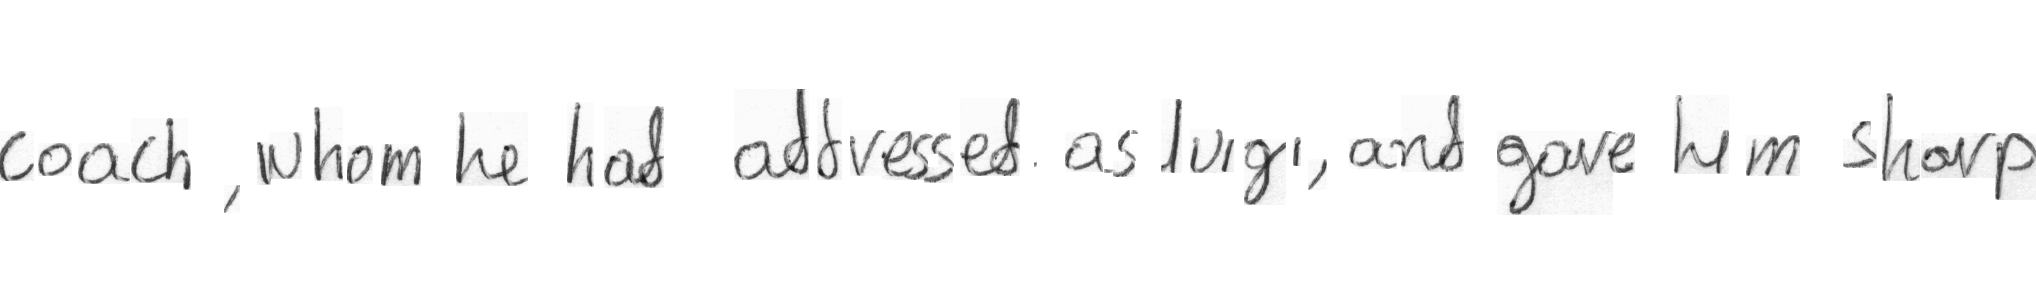 coach, whom he had addressed as luigi, and gave him sharp